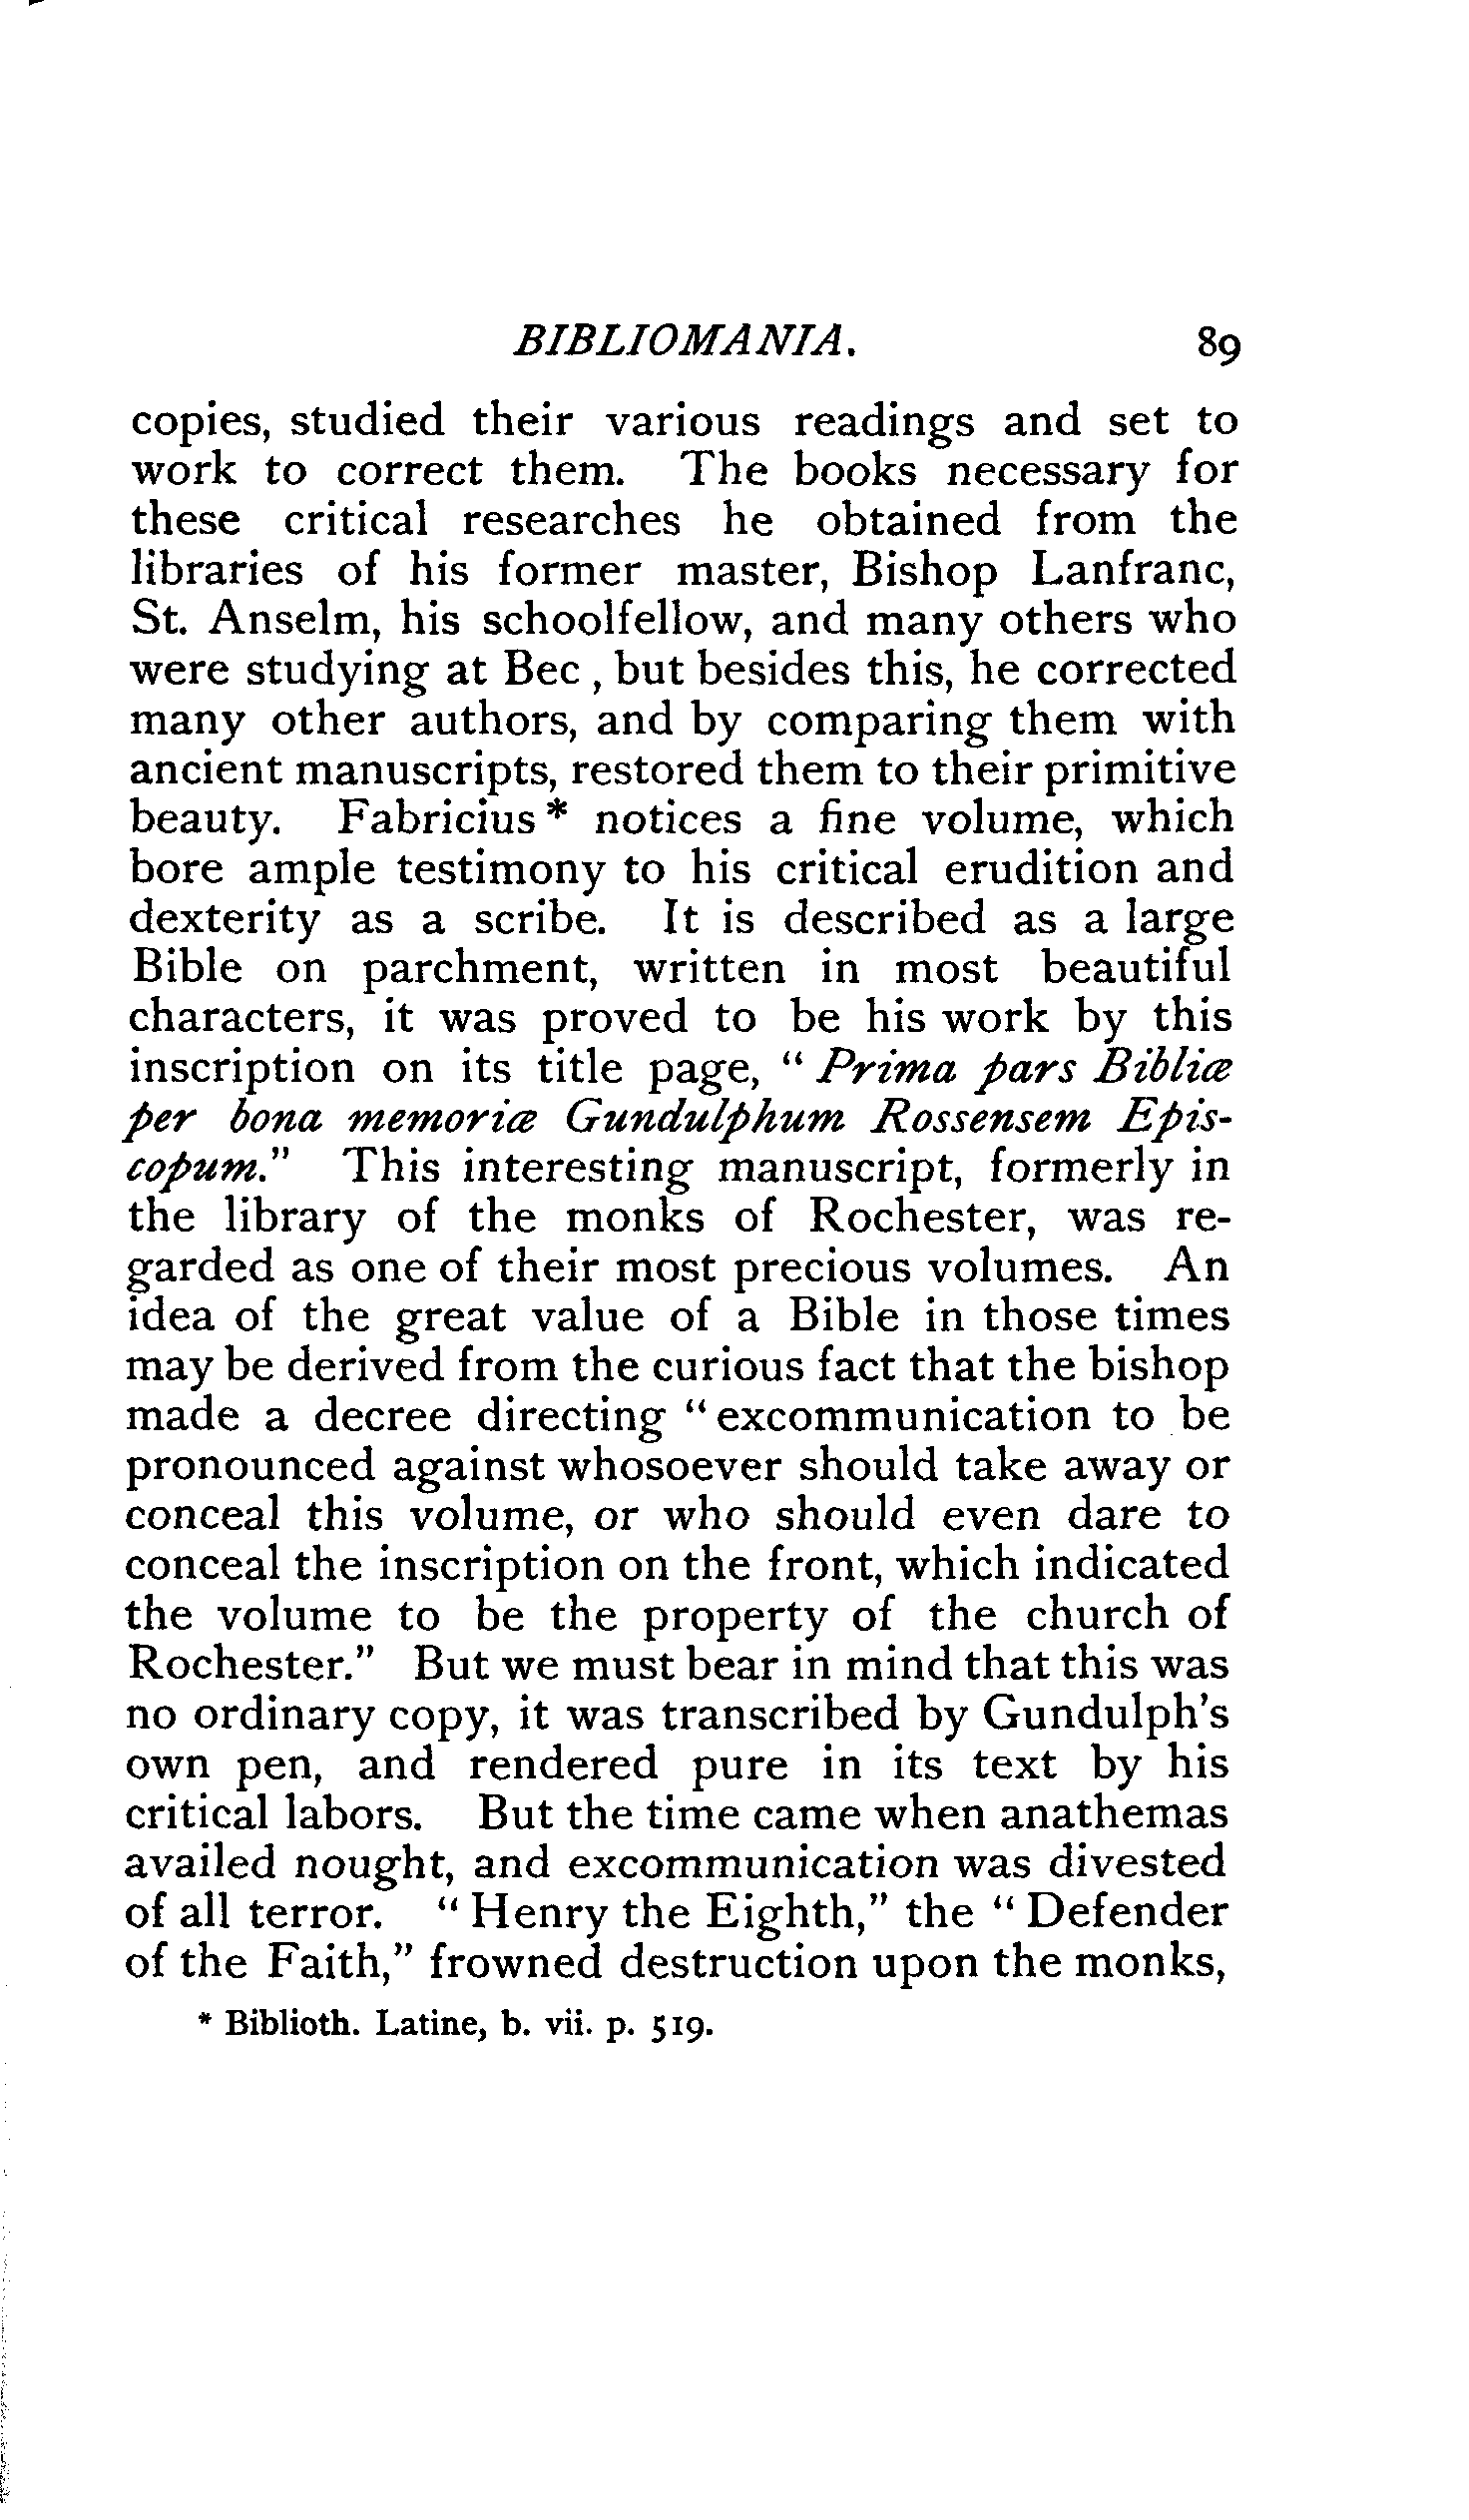 BIBLIOMANIA. 89
copies, studied their various readings and set to
work to correct them. The books necessary for
these critical researches he obtained from the
libraries of his former master, Bishop Lanfranc,
St. Anselm, his schoolfellow, and many others who
were studying at Bec , but besides this, he corrected
many other authors, and by comparing them with
ancient manuscripts, restored them to their primitive
beauty. Fabricius * notices a fine volume, which
bore ample testimony to his critical erudition and
dexterity as a scribe. It is described as a large
Bible on parchment, written in most beautiful
characters, it was proved to be his work by this
inscription on its title page, “ Prima pars Bibliæ
per bona memoriæ Gundulphum Rossensem Epis-
copum.” This interesting manuscript, formerly in
the library of the monks of Rochester, was re-
garded as one of their most precious volumes. An
idea of the great value of a Bible in those times
may be derived from the curious fact that the bishop
made a decree directing “ excommunication to be
pronounced against whosoever should take away or
conceal this volume, or who should even dare to
conceal the inscription on the front, which indicated
the volume to be the property of the church of
Rochester.” But we must bear in mind that this was
no ordinary copy, it was transcribed by Gundulph's
own pen, and rendered pure in its text by his
critical labors. But the time came when anathemas
availed nought, and excommunication was divested
of all terror. “ Henry the Eighth,” the “ Defender
of the Faith,” frowned destruction upon the monks,
* Biblioth. Latine, b. vii. p. 519.